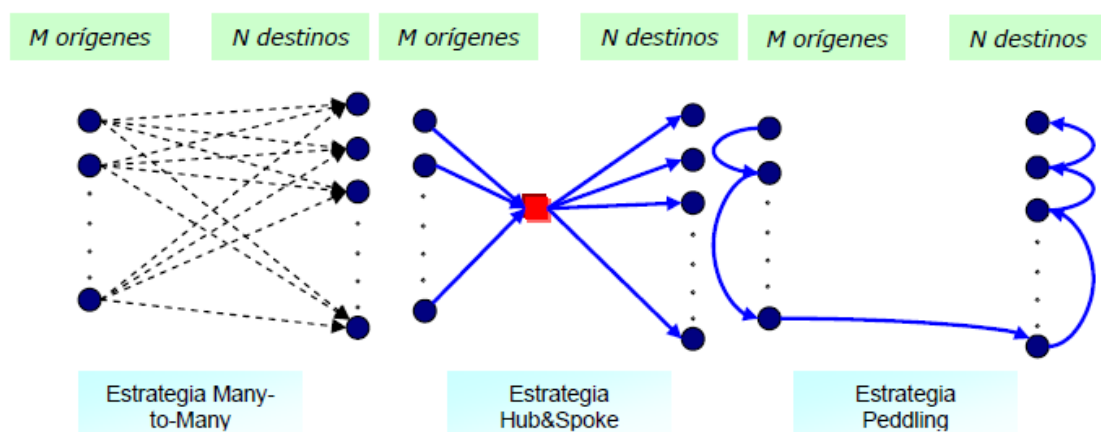 M orígenes
N destinos
M orígenes
N destinos
M orígenes
N destinos
Estrategia Many-
to-Many
Estrategia
Hub&Spoke
Estrategia
Peddling